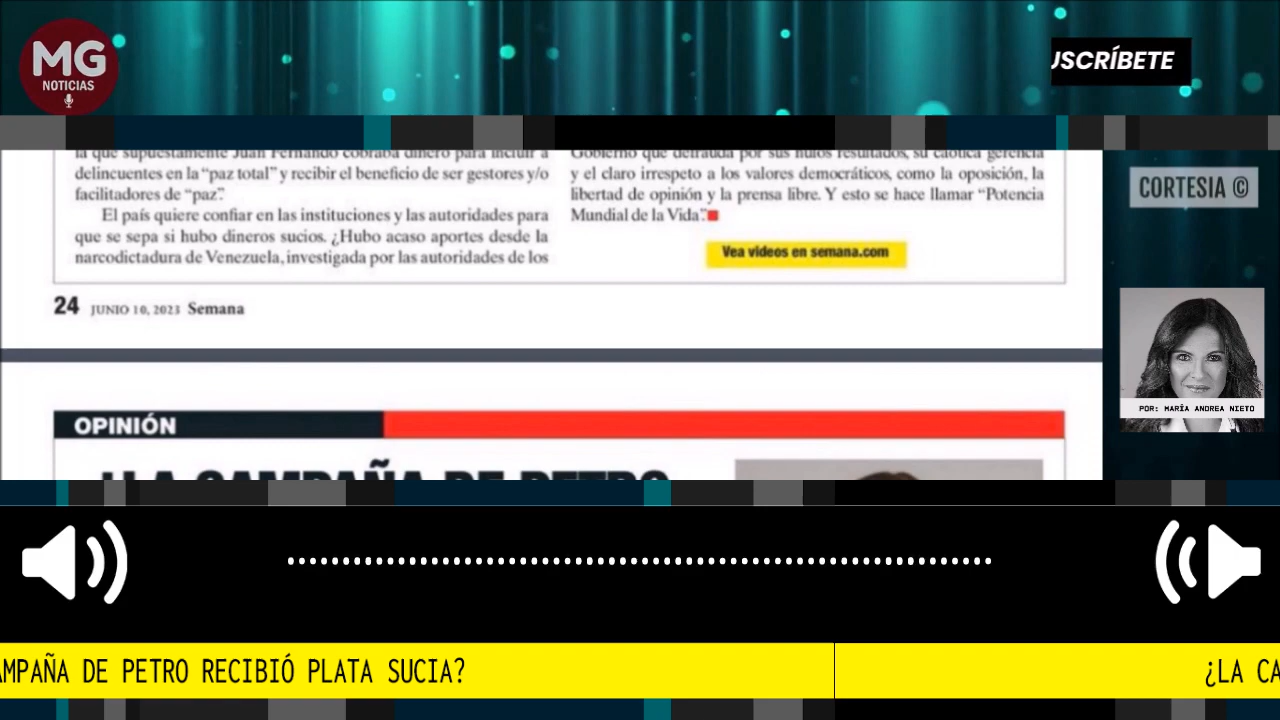 MG
NOTICIAS
USCRÍBETE
la que supuestamente Juan Fernando cobraba dinero para incluir a
delincuentes en la “paz total” y recibir el beneficio de ser gestores y/o
facilitadores de “paz”.
El país quiere confiar en las instituciones y las autoridades para
que se sepa si hubo dineros sucios. ¿Hubo acaso aportes desde la
narcodictadura de Venezuela, investigada por las autoridades de los
Gobierno que defrauda por sus nulos resultados, su caótica gerencia
y el claro irrespeto a los valores democráticos, como la oposición, la
libertad de opinión y la prensa libre. Y esto se hace llamar “Potencia
Mundial de la Vida”.
Vea videos en semana.com
24 JUNIO 10, 2023 Semana
CORTESIA ©
POR: MARÍA ANDREA NIETO
OPINIÓN
¿LA CAMPAÑA DE PETRO
AMPAÑA DE PETRO RECIBIÓ PLATA SUCIA?
¿LA CA